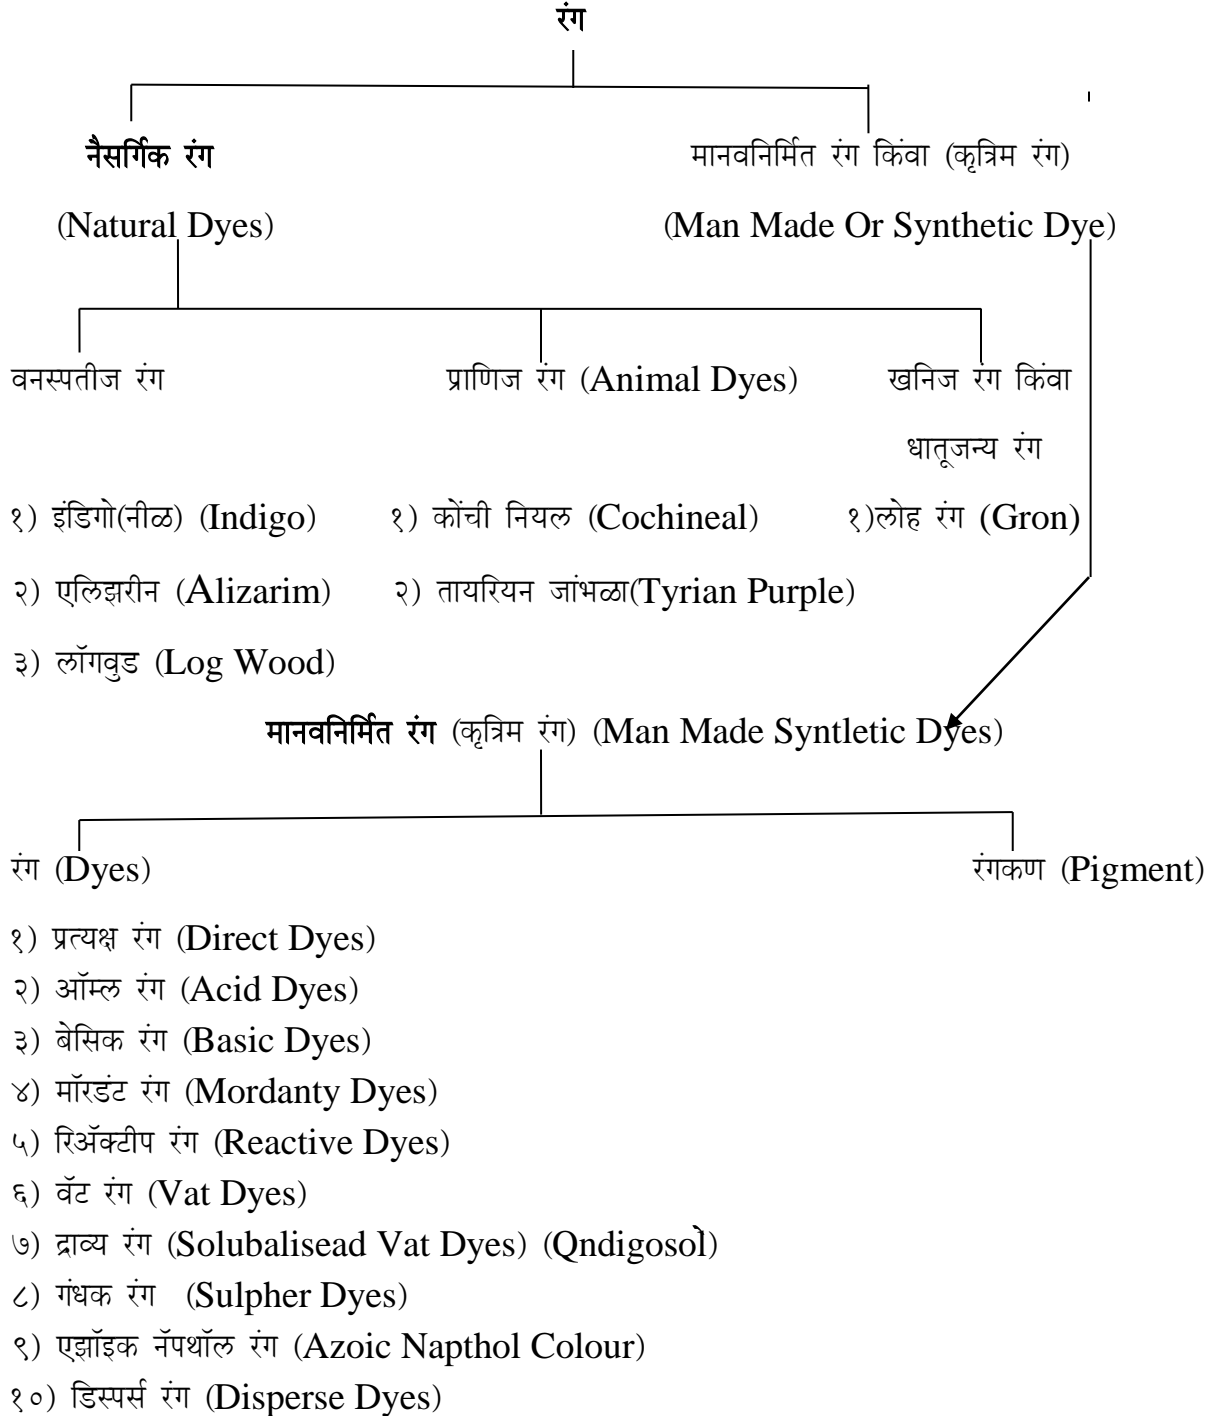 रंग
नैसर्गिक रंग मानवनिर्मित रंग किंवा (कृत्रिम रंग)
(Natural Dyes) (Man Made Or Synthetic Dye)
वनस्पतीज रंग प्राणिज रंग (Animal Dyes) खनिज रंग किंवा
धातूजन्य रंग
१) इंडिगो(नीळ) (Indigo) १) कोंची नियल (Cochineal) १)लोह रंग (Gron)
२) एलिझरीन (Alizarim) २) तायरियन जांभळा(Tyrian Purple)
३) लॉगवुड (Log Wood)
मानवनिर्मित रंग (कृत्रिम रंग) (Man Made Syntletic Dyes)
रंग (Dyes) रंगकण (Pigment)
१) प्रत्यक्ष रंग (Direct Dyes)
२) ऑम्ल रंग (Acid Dyes)
३) बेसिक रंग (Basic Dyes)
४) मॉरडंट रंग (Mordanty Dyes)
५) रिॲक्टीप रंग (Reactive Dyes)
६) वॅट रंग (Vat Dyes)
७) द्राव्य रंग (Solubalisead Vat Dyes) (Qndigosol)
८) गंधक रंग (Sulpher Dyes)
९) एझॉइक नॅपथॉल रंग (Azoic Napthol Colour)
१०) डिस्पर्स रंग (Disperse Dyes)